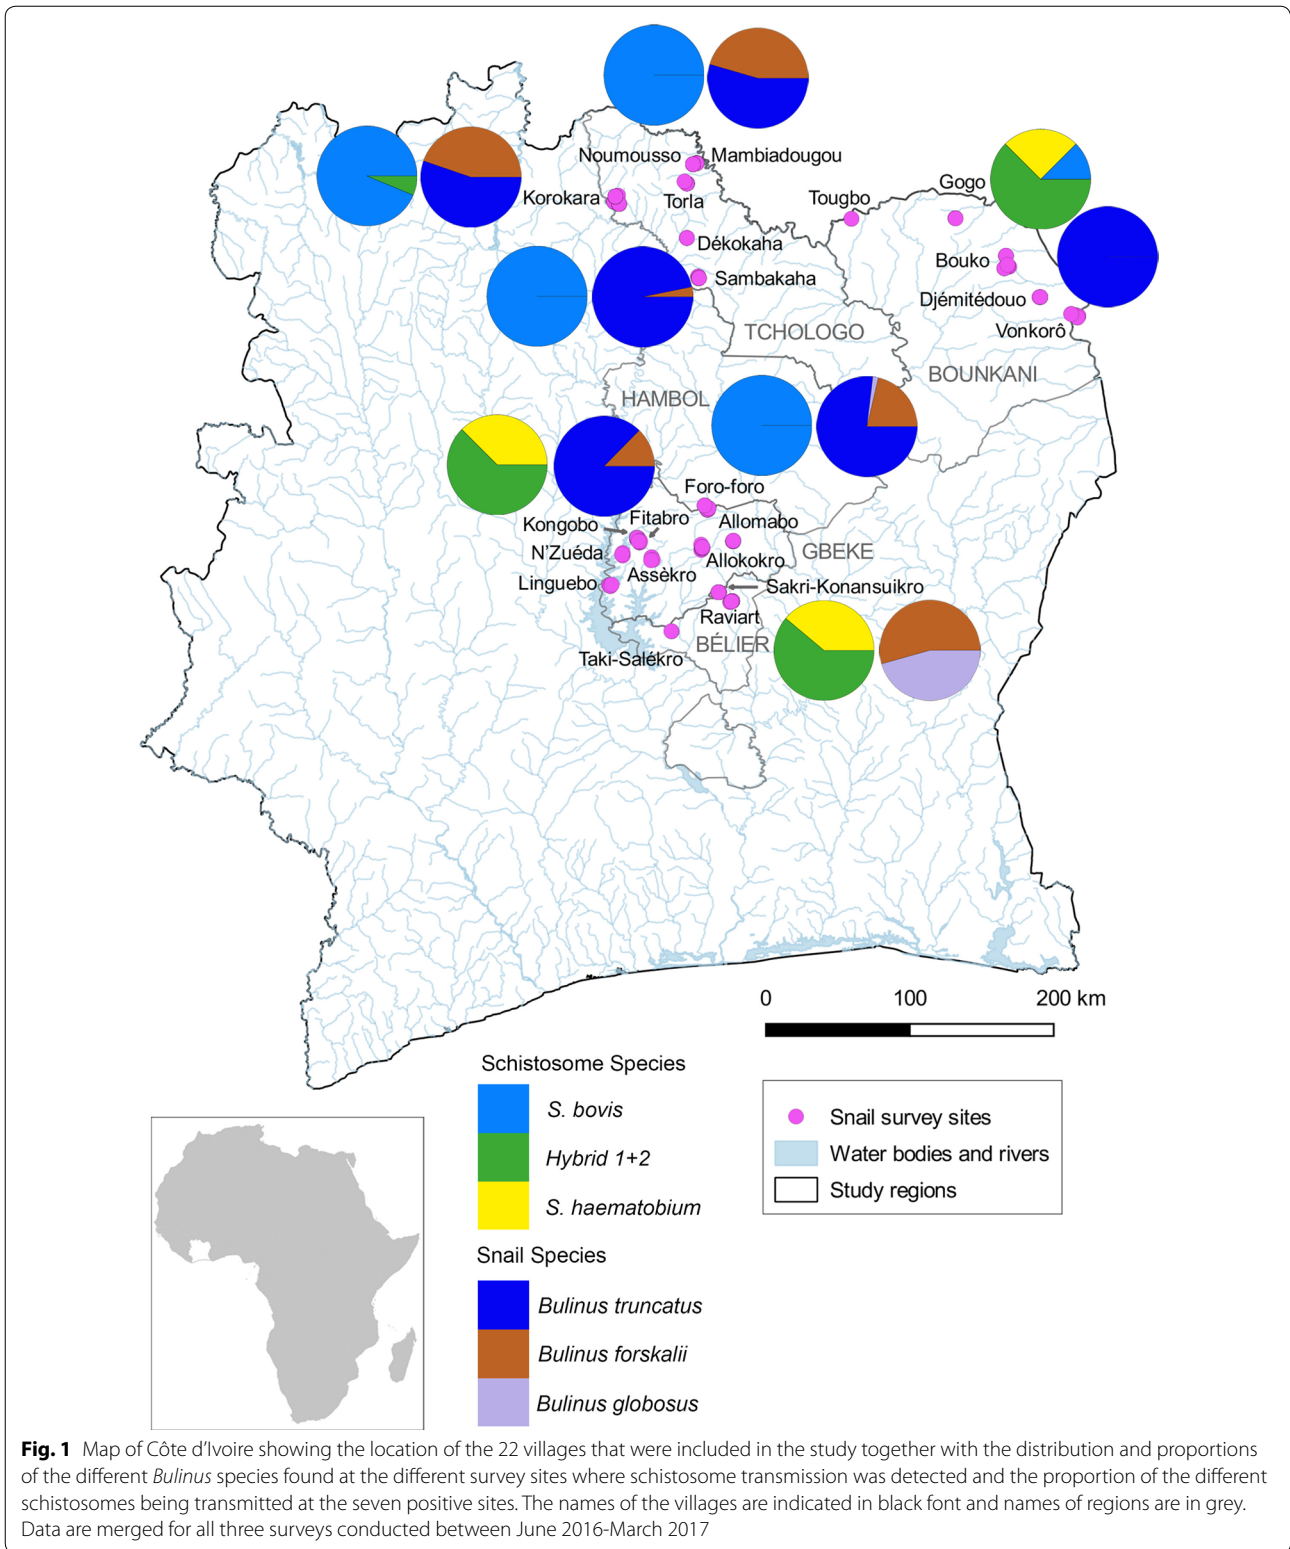 Noumousso
Mambiadougou
Korokara
Torla
Tougbo
Gogo
Dékokaha
Bouko
Sambakaha
Djémitédouo
TCHOLOGO
Vonkorô
BOUNKANI
HAMBOL
Foro-foro
Kongobo
Fitabro
Allomabo
N'Zuéda
GBEKE
Allokokro
Linguebo
Assèkro
Sakri-Konansuikro
Raviart
BÉLIER
Taki-Salékro
0 100 200 km
Schistosome Species
S. bovis
Hybrid 1+2
S. haematobium
Snail Species
Bulinus truncatus
Bulinus forskalii
Bulinus globosus
Snail survey sites
Water bodies and rivers
Study regions
Fig. 1 Map of Côte d'Ivoire showing the location of the 22 villages that were included in the study together with the distribution and proportions
of the different Bulinus species found at the different survey sites where schistosome transmission was detected and the proportion of the different
schistosomes being transmitted at the seven positive sites. The names of the villages are indicated in black font and names of regions are in grey.
Data are merged for all three surveys conducted between June 2016-March 2017